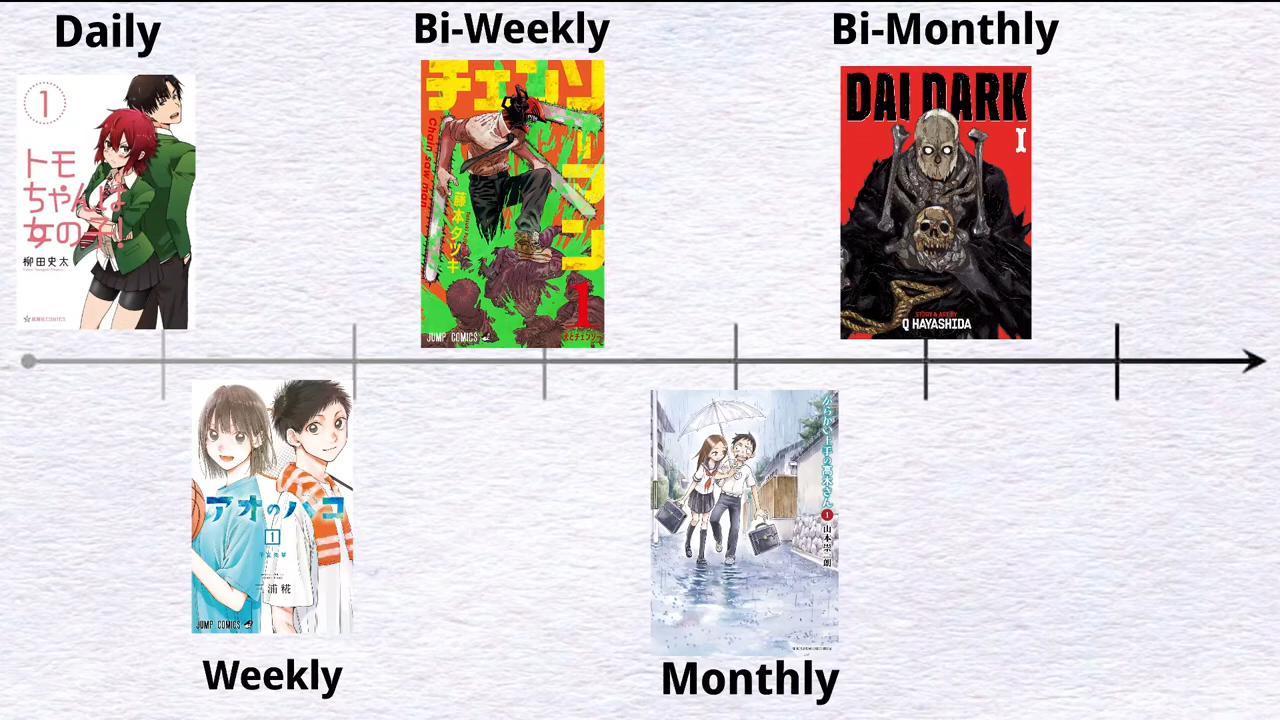 Daily
Bi-Weekly
Bi-Monthly
1
トモ
ちゃんは
女の子!
柳田史太
チェンソーマン
Chain saw man
藤本タツキ
1
JUMP COMICS
DAI DARK
I
STORY & ART BY
Q HAYASHIDA
アオのハコ
1
三浦糀
JUMP COMICS
からかい上手の高木さん
1
山本崇一朗
Weekly
Monthly